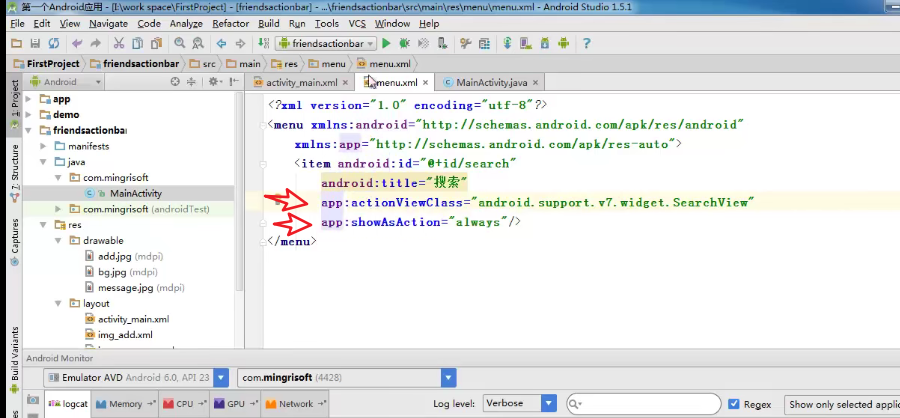 第一个Android应用 - [E:\work space\FirstProject] - [friendsactionbar] - ...\friendsactionbar\src\main\res\menu\menu.xml - Android Studio 1.5.1
File Edit View Navigate Code Analyze Refactor Build Run Tools VCS Window Help
friendsactionbar
FirstProject friendsactionbar src main res menu menu.xml
Android activity_main.xml menu.xml MainActivity.java
1: Project
7: Structure
Captures
Build Variants
app
demo
friendsactionbar
manifests
java
com.mingrisoft
MainActivity
com.mingrisoft (androidTest)
res
drawable
add.jpg (mdpi)
bg.jpg (mdpi)
message.jpg (mdpi)
layout
activity_main.xml
img_add.xml
<?xml version="1.0" encoding="utf-8"?>
<menu xmlns:android="http://schemas.android.com/apk/res/android"
xmlns:app="http://schemas.android.com/apk/res-auto">
<item android:id="@+id/search"
android:title="搜索"
app:actionViewClass="android.support.v7.widget.SearchView"
app:showAsAction="always"/>
</menu>
Android Monitor
Emulator AVD Android 6.0, API 23 com.mingrisoft (4428)
logcat Memory CPU GPU Network Log level: Verbose Regex Show only selected applic